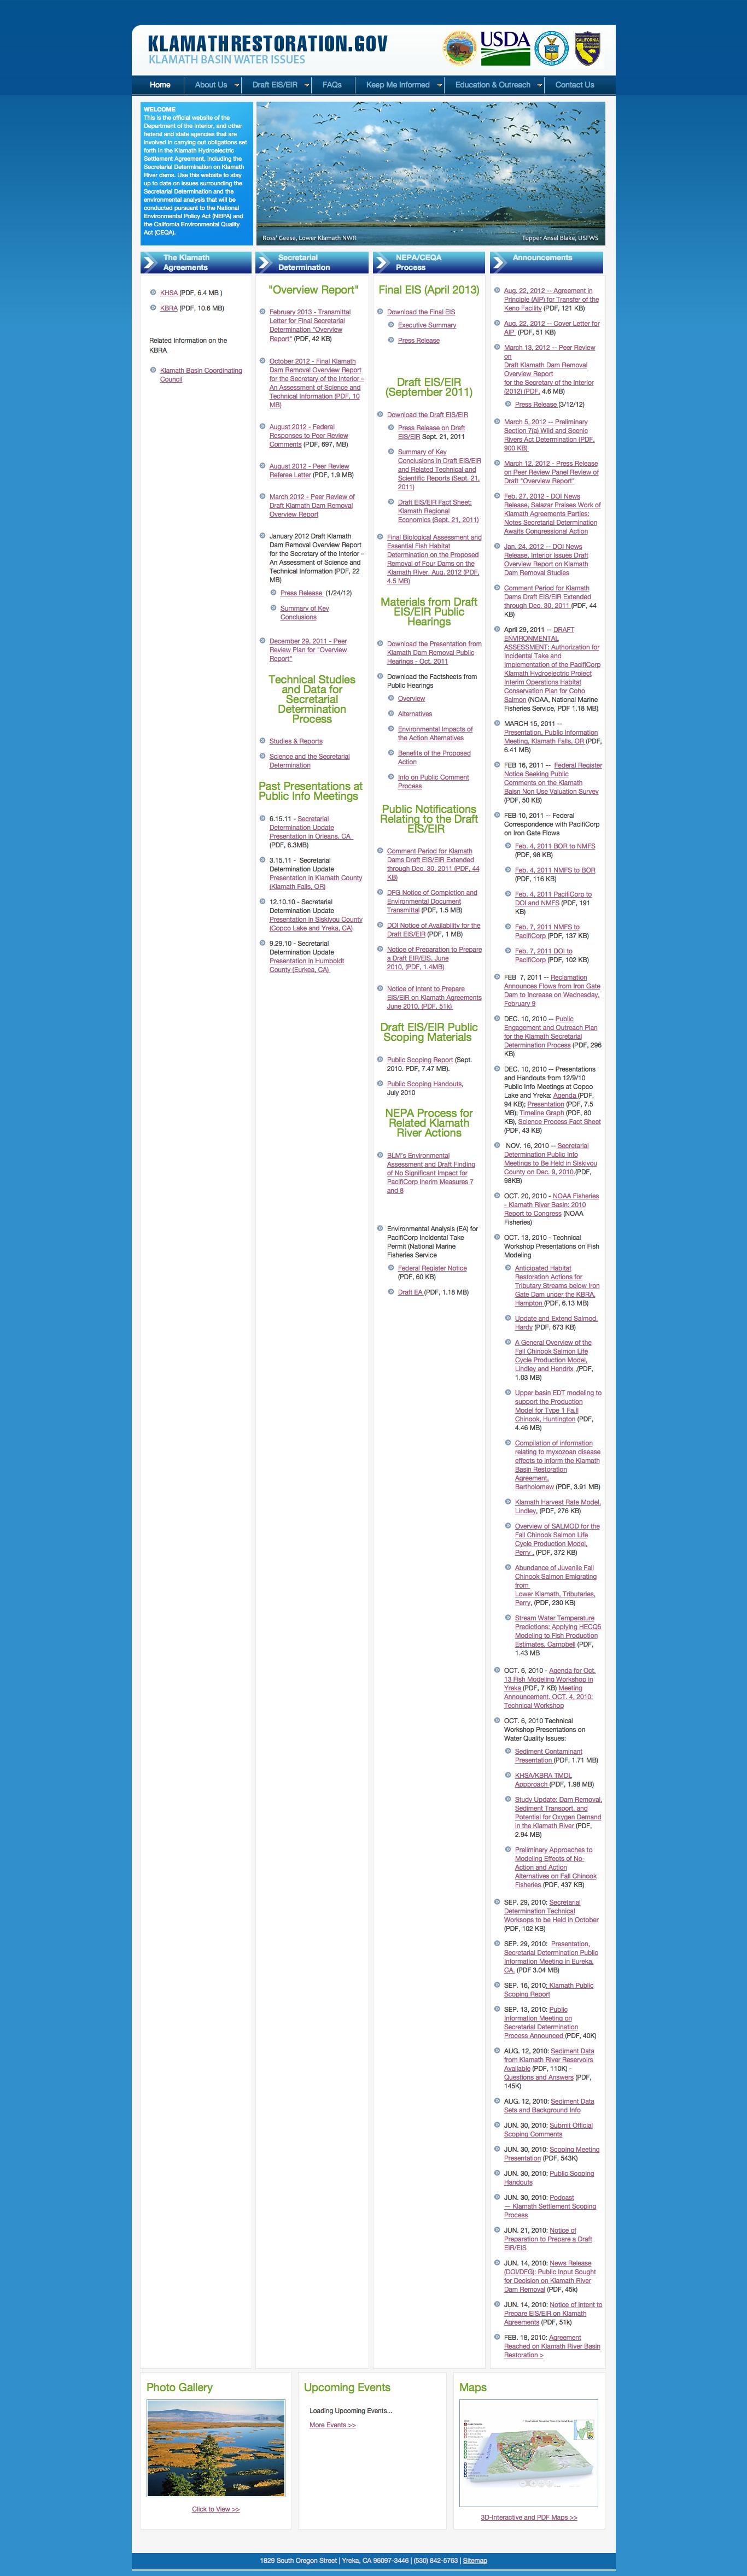 KLAMATHRESTORATION.GOV
KLAMATH BASIN WATER ISSUES
USDA
CALIFORNIA
Home
About Us
Draft EIS/EIR
FAQs
Keep Me Informed
Education & Outreach
Contact Us
WELCOME
This is the official website of the
Department of the Interior, and other
federal and state agencies that are
involved in carrying out obligations set
forth in the Klamath Hydroelectric
Settlement Agreement, including the
Secretarial Determination on Klamath
River dams. Use this website to stay
up to date on issues surrounding the
Secretarial Determination and the
environmental analysis that will be
conducted pursuant to the National
Environmental Policy Act (NEPA) and
the California Environmental Quality
Act (CEQA).
Ross' Geese, Lower Klamath NWR
Tupper Ansel Blake, USFWS
The Klamath
Agreements
KHSA (PDF, 6.4 MB )
KBRA (PDF, 10.6 MB)
Related Information on the
KBRA
Klamath Basin Coordinating
Council
Secretarial
Determination
"Overview Report"
February 2013 - Transmittal
Letter for Final Secretarial
Determination "Overview
Report" (PDF, 42 KB)
October 2012 - Final Klamath
Dam Removal Overview Report
for the Secretary of the Interior –
An Assessment of Science and
Technical Information (PDF, 10
MB)
August 2012 - Federal
Responses to Peer Review
Comments (PDF, 697, MB)
August 2012 - Peer Review
Referee Letter (PDF, 1.9 MB)
March 2012 - Peer Review of
Draft Klamath Dam Removal
Overview Report
January 2012 Draft Klamath
Dam Removal Overview Report
for the Secretary of the Interior –
An Assessment of Science and
Technical Information (PDF, 22
MB)
Press Release (1/24/12)
Summary of Key
Conclusions
December 29, 2011 - Peer
Review Plan for "Overview
Report"
Technical Studies
and Data for
Secretarial
Determination
Process
Studies & Reports
Science and the Secretarial
Determination
Past Presentations at
Public Info Meetings
6.15.11 - Secretarial
Determination Update
Presentation in Orleans, CA
(PDF, 6.3MB)
3.15.11 - Secretarial
Determination Update
Presentation in Klamath County
(Klamath Falls, OR)
12.10.10 - Secretarial
Determination Update
Presentation in Siskiyou County
(Copco Lake and Yreka, CA)
9.29.10 - Secretarial
Determination Update
Presentation in Humboldt
County (Eurkea, CA)
NEPA/CEQA
Process
Final EIS (April 2013)
Download the Final EIS
Executive Summary
Press Release
Draft EIS/EIR
(September 2011)
Download the Draft EIS/EIR
Press Release on Draft
EIS/EIR Sept. 21, 2011
Summary of Key
Conclusions in Draft EIS/EIR
and Related Technical and
Scientific Reports (Sept. 21,
2011)
Draft EIS/EIR Fact Sheet:
Klamath Regional
Economics (Sept. 21, 2011)
Final Biological Assessment and
Essential Fish Habitat
Determination on the Proposed
Removal of Four Dams on the
Klamath River, Aug. 2012 (PDF,
4.5 MB)
Materials from Draft
EIS/EIR Public
Hearings
Download the Presentation from
Klamath Dam Removal Public
Hearings - Oct. 2011
Download the Factsheets from
Public Hearings
Overview
Alternatives
Environmental Impacts of
the Action Alternatives
Benefits of the Proposed
Action
Info on Public Comment
Process
Public Notifications
Relating to the Draft
EIS/EIR
Comment Period for Klamath
Dams Draft EIS/EIR Extended
through Dec. 30, 2011 (PDF, 44
KB)
DFG Notice of Completion and
Environmental Document
Transmittal (PDF, 1.5 MB)
DOI Notice of Availability for the
Draft EIS/EIR (PDF, 1 MB)
Notice of Preparation to Prepare
a Draft EIR/EIS, June
2010, (PDF, 1.4MB)
Notice of Intent to Prepare
EIS/EIR on Klamath Agreements
June 2010, (PDF, 51k)
Draft EIS/EIR Public
Scoping Materials
Public Scoping Report (Sept.
2010. PDF, 7.47 MB).
Public Scoping Handouts,
July 2010
NEPA Process for
Related Klamath
River Actions
BLM's Environmental
Assessment and Draft Finding
of No Significant Impact for
PacifiCorp Inerim Measures 7
and 8
Environmental Analysis (EA) for
PacifiCorp Incidental Take
Permit (National Marine
Fisheries Service
Federal Register Notice
(PDF, 60 KB)
Draft EA (PDF, 1.18 MB)
Announcements
Aug. 22, 2012 -- Agreement in
Principle (AIP) for Transfer of the
Keno Facility (PDF, 121 KB)
Aug. 22, 2012 -- Cover Letter for
AIP (PDF, 51 KB)
March 13, 2012 -- Peer Review
on
Draft Klamath Dam Removal
Overview Report
for the Secretary of the Interior
(2012) (PDF, 4.6 MB)
Press Release (3/12/12)
March 5, 2012 -- Preliminary
Section 7(a) Wild and Scenic
Rivers Act Determination (PDF,
900 KB)
March 12, 2012 - Press Release
on Peer Review Panel Review of
Draft "Overview Report"
Feb. 27, 2012 - DOI News
Release, Salazar Praises Work of
Klamath Agreements Parties:
Notes Secretarial Determination
Awaits Congressional Action
Jan. 24, 2012 -- DOI News
Release, Interior Issues Draft
Overview Report on Klamath
Dam Removal Studies
Comment Period for Klamath
Dams Draft EIS/EIR Extended
through Dec. 30, 2011 (PDF, 44
KB)
April 29, 2011 -- DRAFT
ENVIRONMENTAL
ASSESSMENT: Authorization for
Incidental Take and
Implementation of the PacifiCorp
Klamath Hydroelectric Project
Interim Operations Habitat
Conservation Plan for Coho
Salmon (NOAA, National Marine
Fisheries Service, PDF 1.18 MB)
MARCH 15, 2011 --
Presentation, Public Information
Meeting, Klamath Falls, OR (PDF,
6.41 MB)
FEB 16, 2011 -- Federal Register
Notice Seeking Public
Comments on the Klamath
Baisn Non Use Valuation Survey
(PDF, 50 KB)
FEB 10, 2011 -- Federal
Correspondence with PacifiCorp
on Iron Gate Flows
Feb. 4, 2011 BOR to NMFS
(PDF, 98 KB)
Feb. 4, 2011 NMFS to BOR
(PDF, 116 KB)
Feb. 4, 2011 PacifiCorp to
DOI and NMFS (PDF, 191
KB)
Feb. 7, 2011 NMFS to
PacifiCorp (PDF, 137 KB)
Feb. 7, 2011 DOI to
PacifiCorp (PDF, 102 KB)
FEB 7, 2011 -- Reclamation
Announces Flows from Iron Gate
Dam to Increase on Wednesday,
February 9
DEC. 10, 2010 -- Public
Engagement and Outreach Plan
for the Klamath Secretarial
Determination Process (PDF, 296
KB)
DEC. 10, 2010 -- Presentations
and Handouts from 12/9/10
Public Info Meetings at Copco
Lake and Yreka: Agenda (PDF,
94 KB); Presentation (PDF, 7.5
MB); Timeline Graph (PDF, 80
KB), Science Process Fact Sheet
(PDF, 43 KB)
NOV. 16, 2010 -- Secretarial
Determination Public Info
Meetings to Be Held in Siskiyou
County on Dec. 9, 2010 (PDF,
98KB)
OCT. 20, 2010 - NOAA Fisheries
- Klamath River Basin: 2010
Report to Congress (NOAA
Fisheries)
OCT. 13, 2010 - Technical
Workshop Presentations on Fish
Modeling
Anticipated Habitat
Restoration Actions for
Tributary Streams below Iron
Gate Dam under the KBRA,
Hampton (PDF, 6.13 MB)
Update and Extend Salmod,
Hardy (PDF, 673 KB)
A General Overview of the
Fall Chinook Salmon Life
Cycle Production Model,
Lindley and Hendrix ,(PDF,
1.03 MB)
Upper basin EDT modeling to
support the Production
Model for Type 1 Fa,ll
Chinook, Huntington (PDF,
4.46 MB)
Compilation of information
relating to myxozoan disease
effects to inform the Klamath
Basin Restoration
Agreement,
Bartholomew (PDF, 3.91 MB)
Klamath Harvest Rate Model,
Lindley, (PDF, 276 KB)
Overview of SALMOD for the
Fall Chinook Salmon Life
Cycle Production Model,
Perry , (PDF, 372 KB)
Abundance of Juvenile Fall
Chinook Salmon Emigrating
from
Lower Klamath, Tributaries,
Perry, (PDF, 230 KB)
Stream Water Temperature
Predictions: Applying HECQ5
Modeling to Fish Production
Estimates, Campbell (PDF,
1.43 MB
OCT. 6, 2010 - Agenda for Oct.
13 Fish Modeling Workshop in
Yreka (PDF, 7 KB) Meeting
Announcement, OCT. 4, 2010:
Technical Workshop
OCT. 6, 2010 Technical
Workshop Presentations on
Water Quality Issues:
Sediment Contaminant
Presentation (PDF, 1.71 MB)
KHSA/KBRA TMDL
Appproach (PDF, 1.98 MB)
Study Update: Dam Removal,
Sediment Transport, and
Potential for Oxygen Demand
in the Klamath River (PDF,
2.94 MB)
Preliminary Approaches to
Modeling Effects of No-
Action and Action
Alternatives on Fall Chinook
Fisheries (PDF, 437 KB)
SEP. 29, 2010: Secretarial
Determination Technical
Worksops to be Held in October
(PDF, 102 KB)
SEP. 29, 2010: Presentation,
Secretarial Determination Public
Information Meeting in Eureka,
CA. (PDF 3.04 MB)
SEP. 16, 2010: Klamath Public
Scoping Report
SEP. 13, 2010: Public
Information Meeting on
Secretarial Determination
Process Announced (PDF, 40K)
AUG. 12, 2010: Sediment Data
from Klamath River Reservoirs
Available (PDF, 110K) -
Questions and Answers (PDF,
145K)
AUG. 12, 2010: Sediment Data
Sets and Background Info
JUN. 30, 2010: Submit Official
Scoping Comments
JUN. 30, 2010: Scoping Meeting
Presentation (PDF, 543K)
JUN. 30, 2010: Public Scoping
Handouts
JUN. 30, 2010: Podcast
— Klamath Settlement Scoping
Process
JUN. 21, 2010: Notice of
Preparation to Prepare a Draft
EIR/EIS
JUN. 14, 2010: News Release
(DOI/DFG): Public Input Sought
for Decision on Klamath River
Dam Removal (PDF, 45k)
JUN. 14, 2010: Notice of Intent to
Prepare EIS/EIR on Klamath
Agreements (PDF, 51k)
FEB. 18, 2010: Agreement
Reached on Klamath River Basin
Restoration >
Photo Gallery
Click to View >>
Upcoming Events
Loading Upcoming Events...
More Events >>
Maps
3D-Interactive and PDF Maps >>
1829 South Oregon Street | Yreka, CA 96097-3446 | (530) 842-5763 | Sitemap